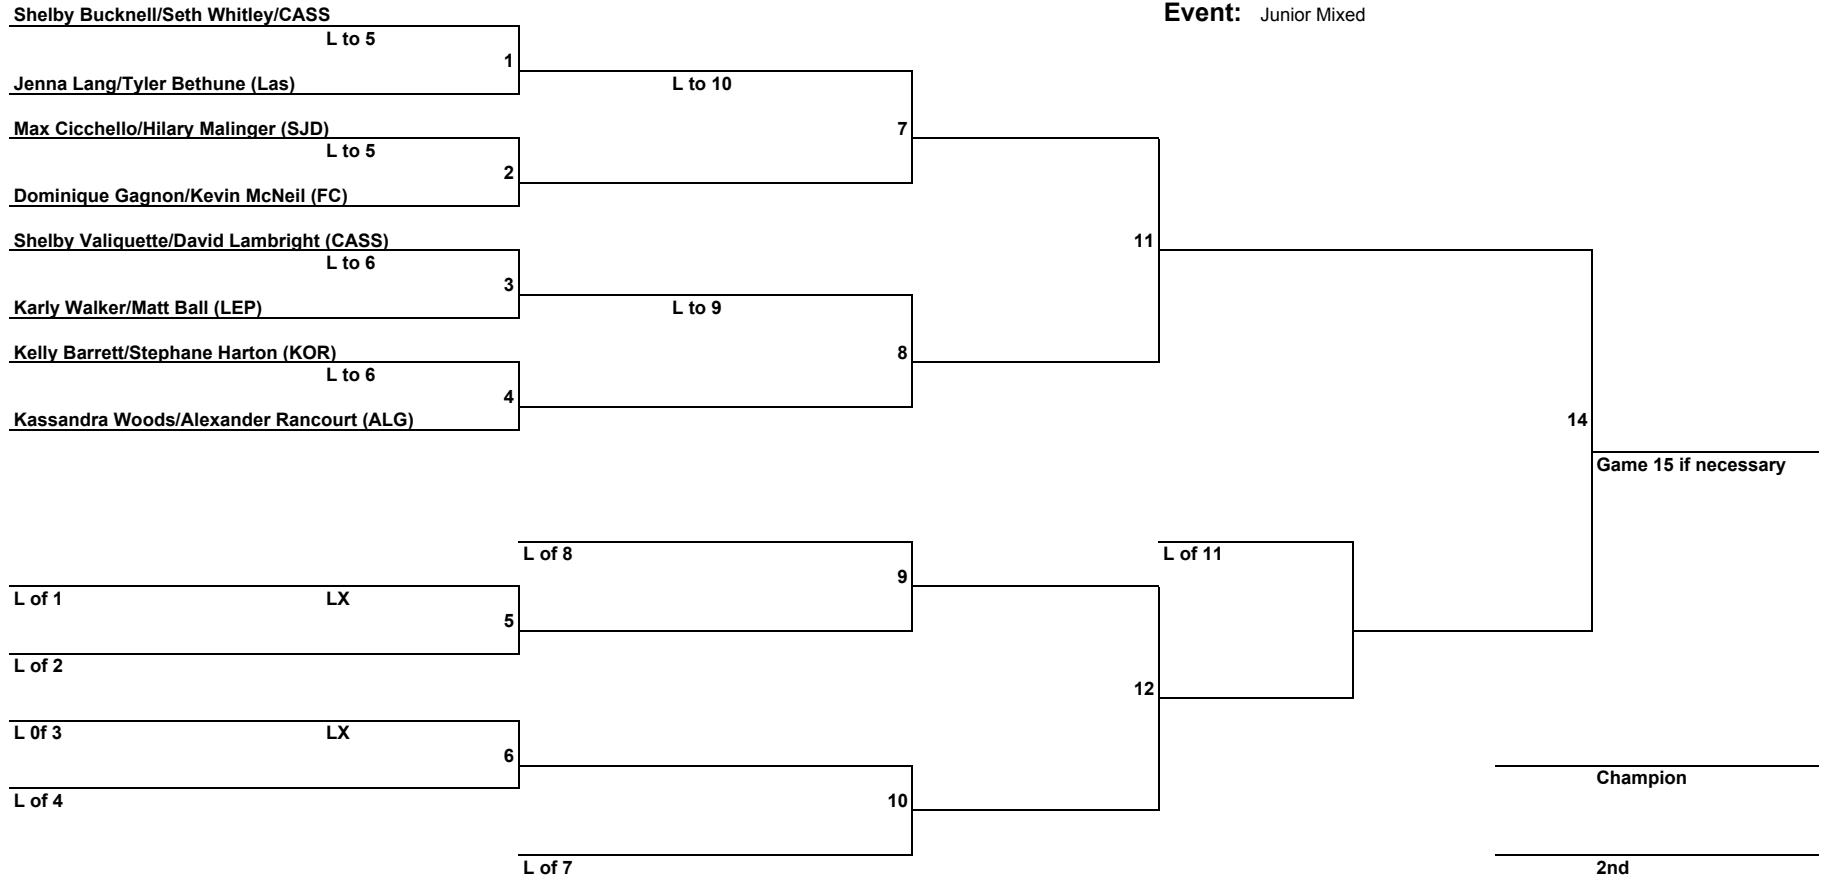 Shelby Bucknell/Seth Whitley/CASS
Event: Junior Mixed
L to 5
1
Jenna Lang/Tyler Bethune (Las)
L to 10
Max Cicchello/Hilary Malinger (SJD)
7
L to 5
2
Dominique Gagnon/Kevin McNeil (FC)
Shelby Valiquette/David Lambright (CASS)
11
L to 6
3
Karly Walker/Matt Ball (LEP)
L to 9
Kelly Barrett/Stephane Harton (KOR)
8
L to 6
4
Kassandra Woods/Alexander Rancourt (ALG)
14
Game 15 if necessary
L of 8
L of 11
9
L of 1
LX
5
L of 2
12
L 0f 3
LX
6
Champion
L of 4
10
L of 7
2nd